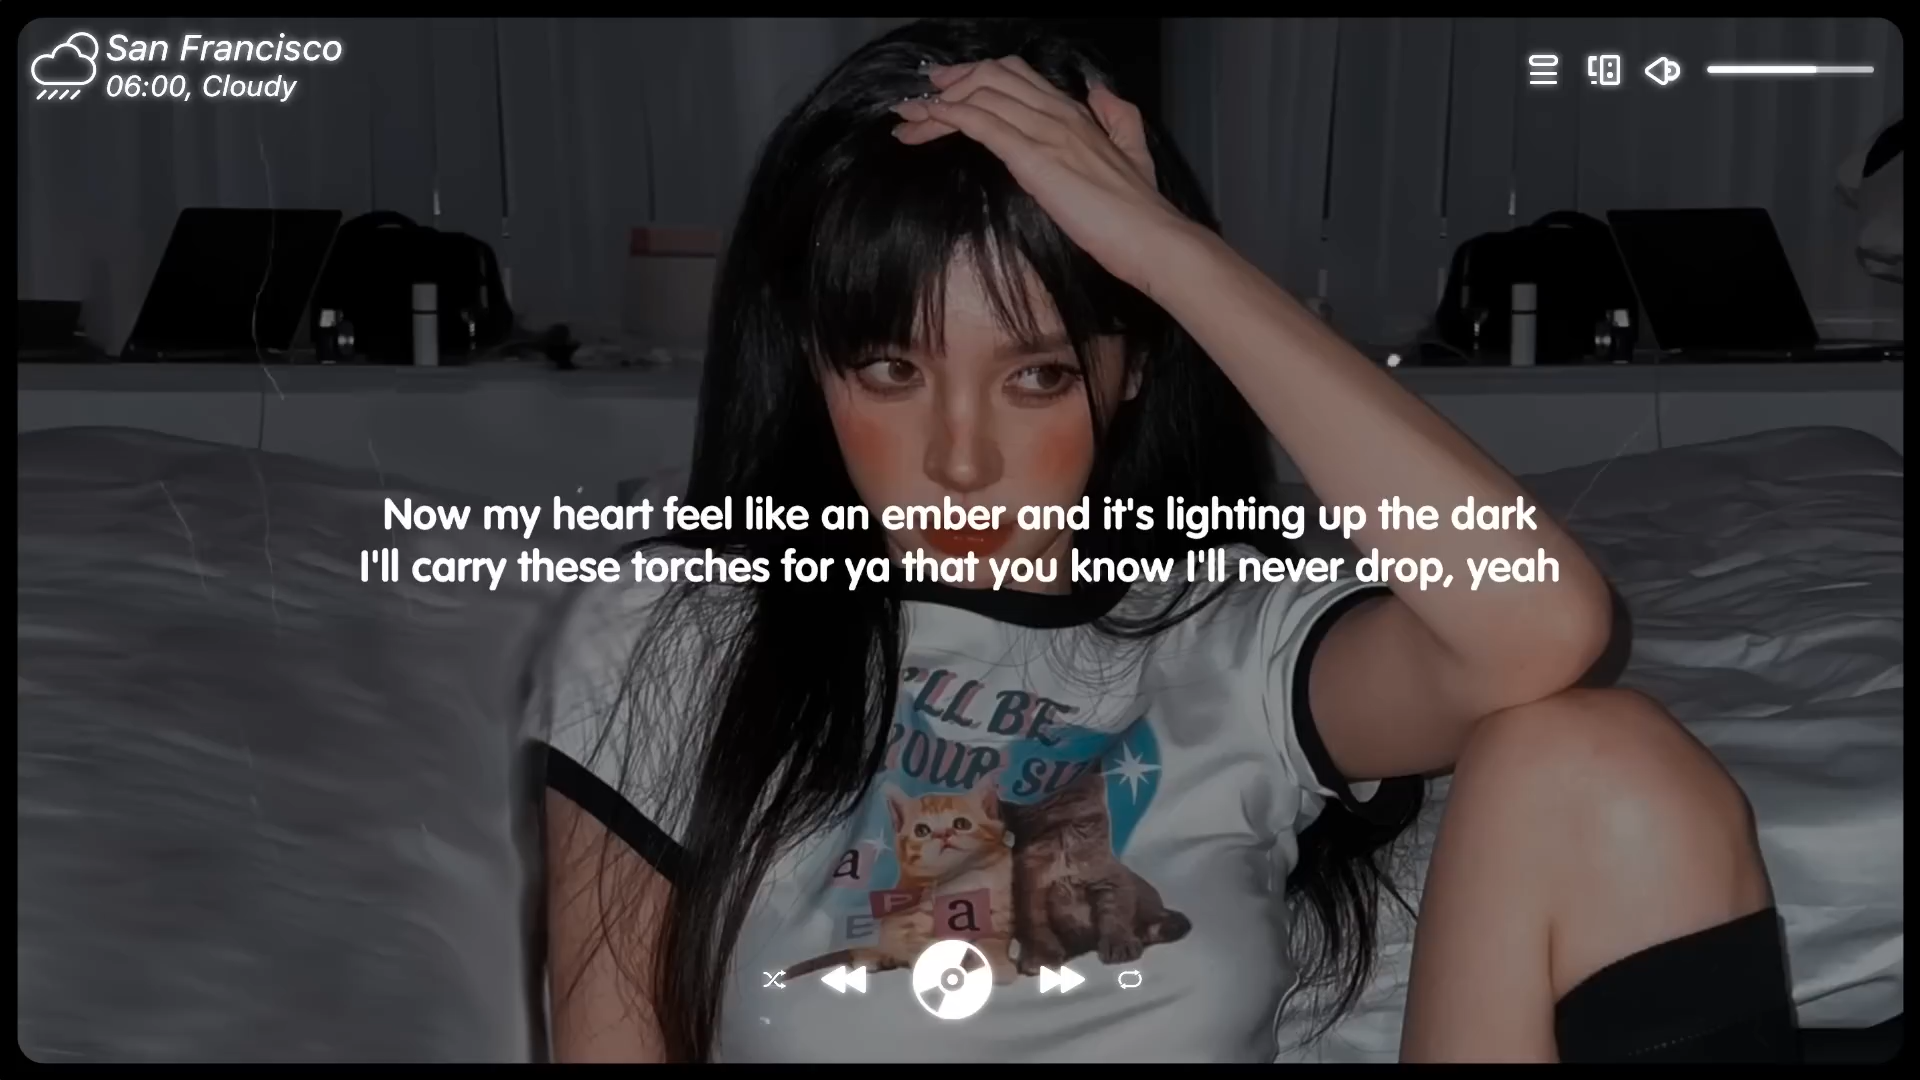 San Francisco
06:00, Cloudy
Now my heart feel like an ember and it's lighting up the dark
I'll carry these torches for ya that you know I'll never drop, yeah
'LL BE
YOUR
a
a
E